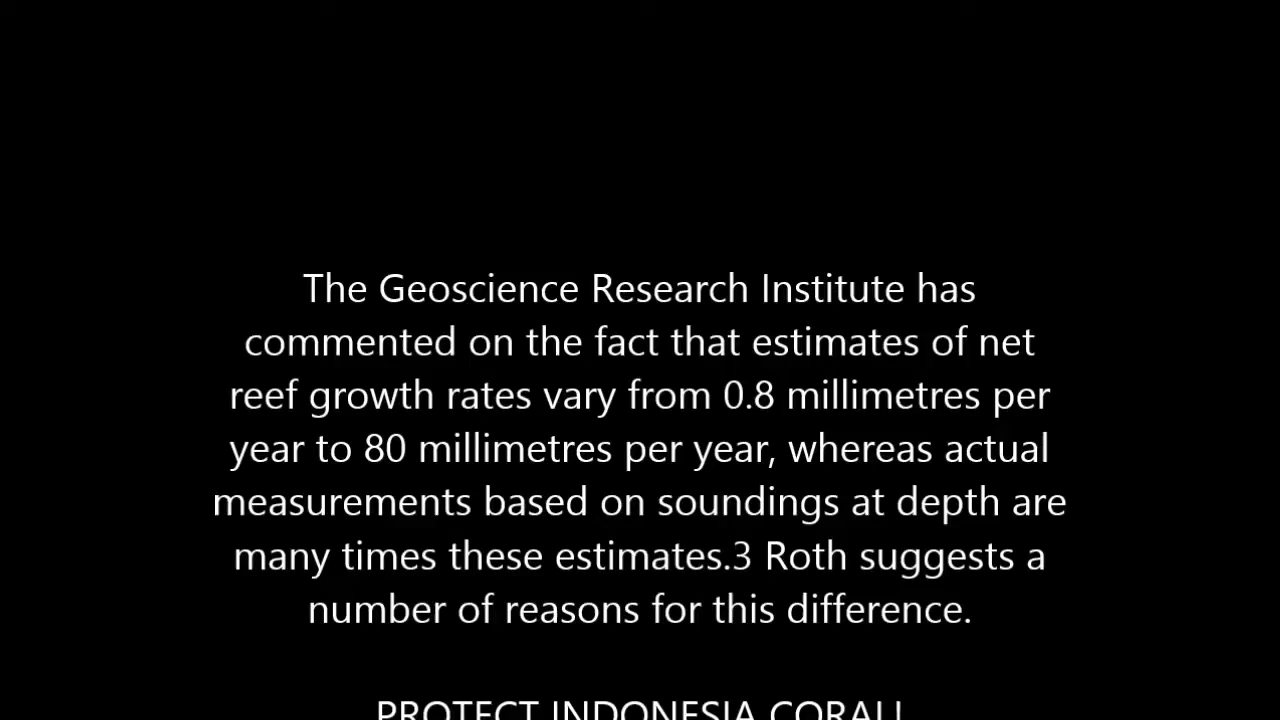 The Geoscience Research Institute has
commented on the fact that estimates of net
reef growth rates vary from 0.8 millimetres per
year to 80 millimetres per year, whereas actual
measurements based on soundings at depth are
many times these estimates.3 Roth suggests a
number of reasons for this difference.
PROTECT INDONESIA CORAL!